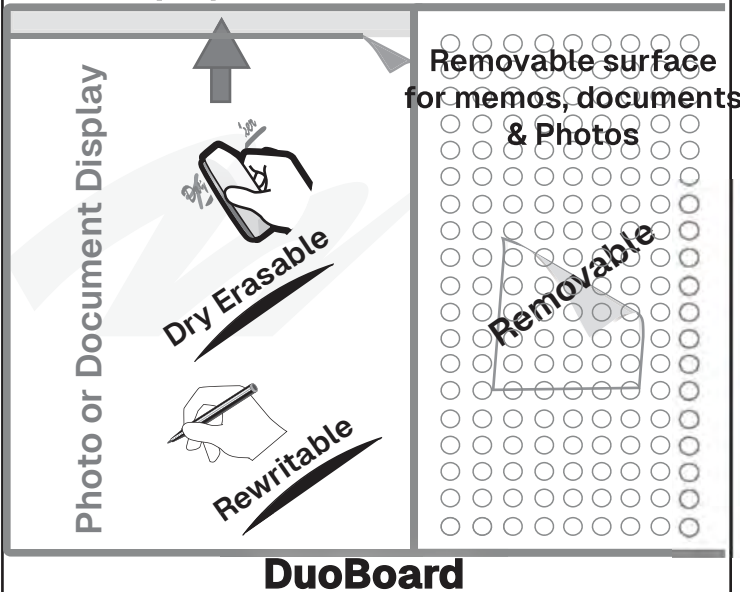 Photo or Document Display
Dry Erasable
Rewritable
Removable surface
for memos, documents
& Photos
Removable
DuoBoard